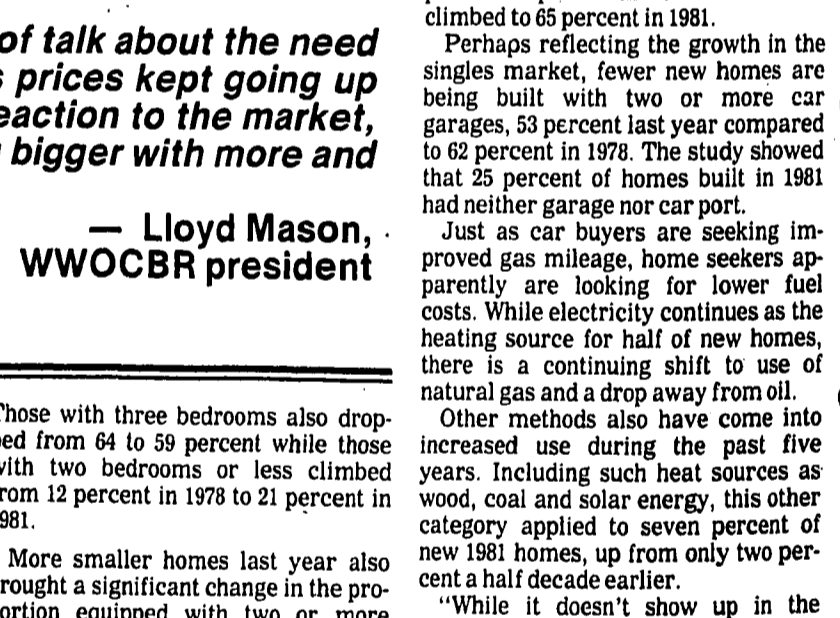 of talk about the need
prices kept going up
eaction to the market,
bigger with more and
— Lloyd Mason,
WWOCBR president
hose with three bedrooms also drop-
ed from 64 to 59 percent while those
ith two bedrooms or less climbed
rom 12 percent in 1978 to 21 percent in
981.
More smaller homes last year also
rought a significant change in the pro-
ortion equipped with two or more
climbed to 65 percent in 1981.
Perhaps reflecting the growth in the
singles market, fewer new homes are
being built with two or more car
garages, 53 percent last year compared
to 62 percent in 1978. The study showed
that 25 percent of homes built in 1981
had neither garage nor car port.
Just as car buyers are seeking im-
proved gas mileage, home seekers ap-
parently are looking for lower fuel
costs. While electricity continues as the
heating source for half of new homes,
there is a continuing shift to use of
natural gas and a drop away from oil.
Other methods also have come into
increased use during the past five
years. Including such heat sources as
wood, coal and solar energy, this other
category applied to seven percent of
new 1981 homes, up from only two per-
cent a half decade earlier.
"While it doesn't show up in the